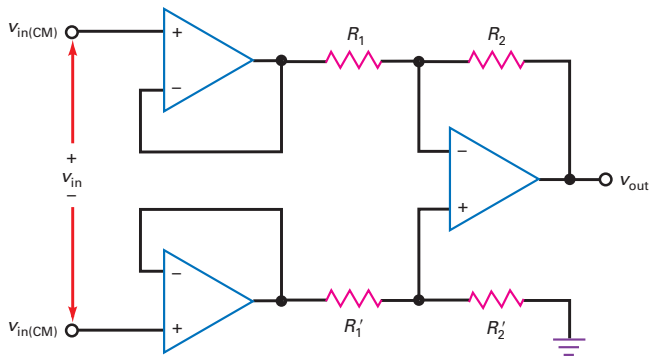 v_in(CM)
R_1
R_2
+
−
+
v_in
−
−
+
v_out
−
+
v_in(CM)
R_1′
R_2′